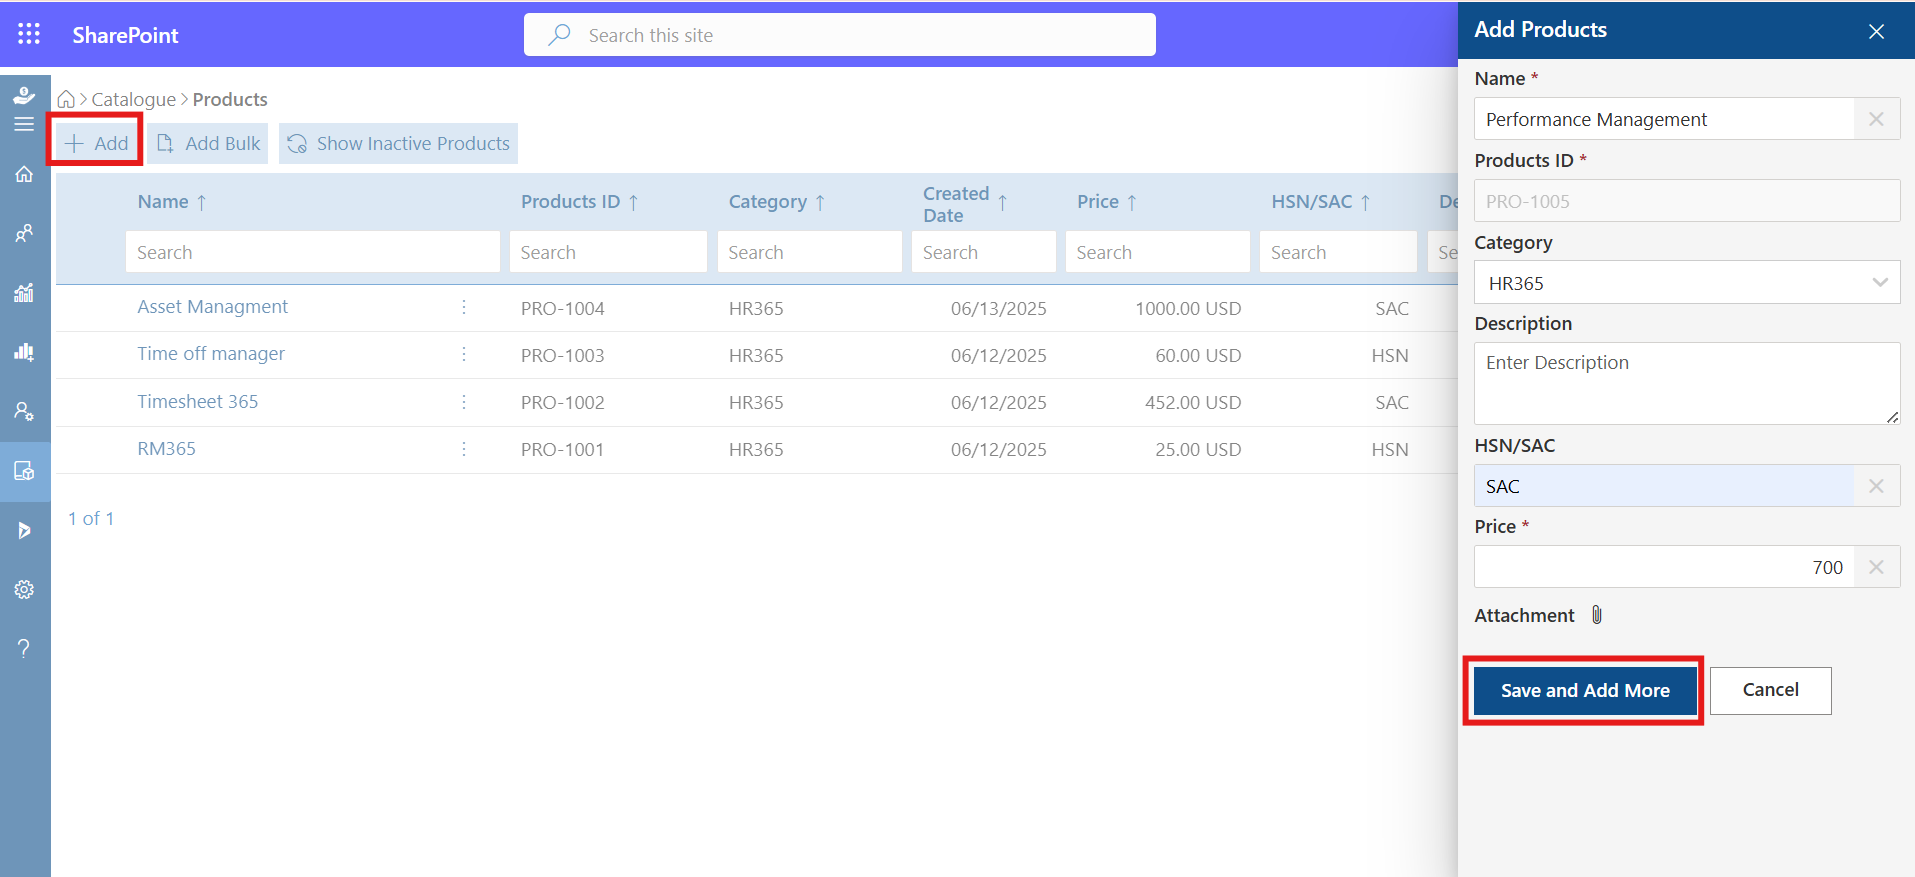 SharePoint
Search this site
Catalogue > Products
+ Add
Add Bulk
Show Inactive Products
Name ↑ Products ID ↑ Category ↑ Created Date ↑ Price ↑ HSN/SAC ↑ De
Search Search Search Search Search Search Se
Asset Managment PRO-1004 HR365 06/13/2025 1000.00 USD SAC
Time off manager PRO-1003 HR365 06/12/2025 60.00 USD HSN
Timesheet 365 PRO-1002 HR365 06/12/2025 452.00 USD SAC
RM365 PRO-1001 HR365 06/12/2025 25.00 USD HSN
1 of 1
Add Products
Name *
Performance Management
Products ID *
PRO-1005
Category
HR365
Description
Enter Description
HSN/SAC
SAC
Price *
700
Attachment
Save and Add More
Cancel